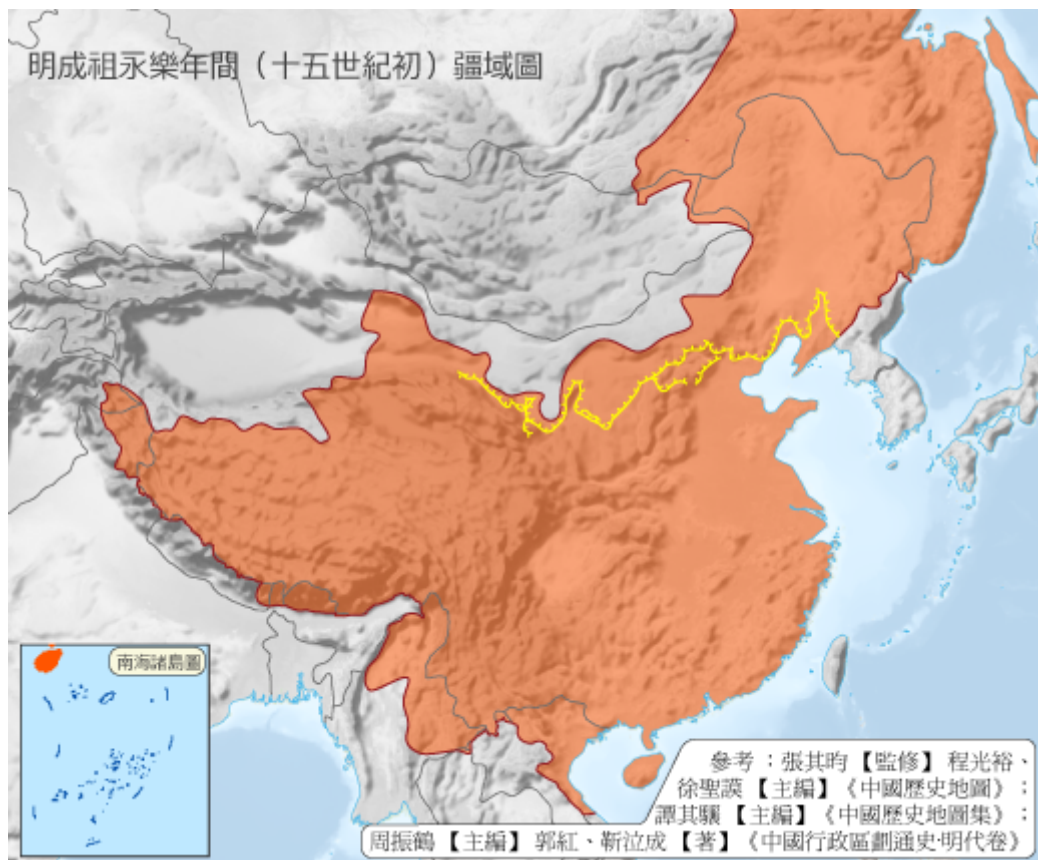 明成祖永樂年間（十五世紀初）疆域圖
南海諸島圖
參考：張其昀【監修】程光裕、
徐聖謨【主編】《中國歷史地圖》；
譚其驤【主編】《中國歷史地圖集》；
周振鶴【主編】郭紅、靳泣成【著】《中國行政區劃通史·明代卷》